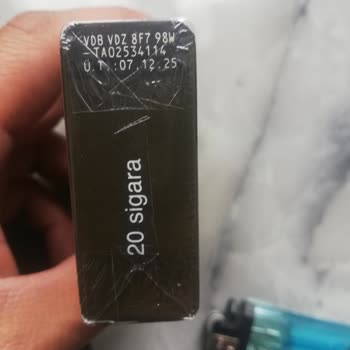 VDB VDZ 8F7 98W
TA02534114
Ü.T.:07.12.25
20 sigara